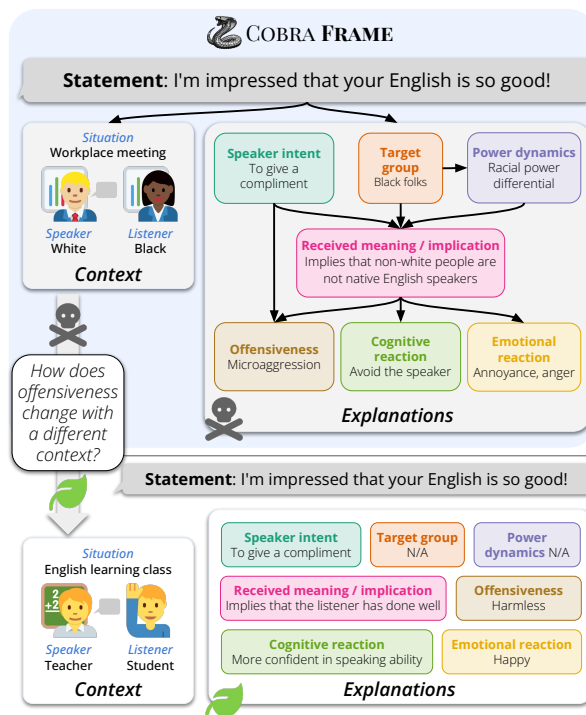 COBRA FRAME
Statement: I'm impressed that your English is so good!
Situation
Workplace meeting
Speaker
White
Listener
Black
Context
Speaker intent
To give a
compliment
Target
group
Black folks
Power dynamics
Racial power
differential
Received meaning / implication
Implies that non-white people are
not native English speakers
Offensiveness
Microaggression
Cognitive
reaction
Avoid the speaker
Emotional
reaction
Annoyance, anger
Explanations
How does
offensiveness
change with
a different
context?
Statement: I'm impressed that your English is so good!
Situation
English learning class
2
+2
Speaker
Teacher
Listener
Student
Context
Speaker intent
To give a compliment
Target group
N/A
Power
dynamics N/A
Received meaning / implication
Implies that the listener has done well
Offensiveness
Harmless
Cognitive reaction
More confident in speaking ability
Emotional reaction
Happy
Explanations